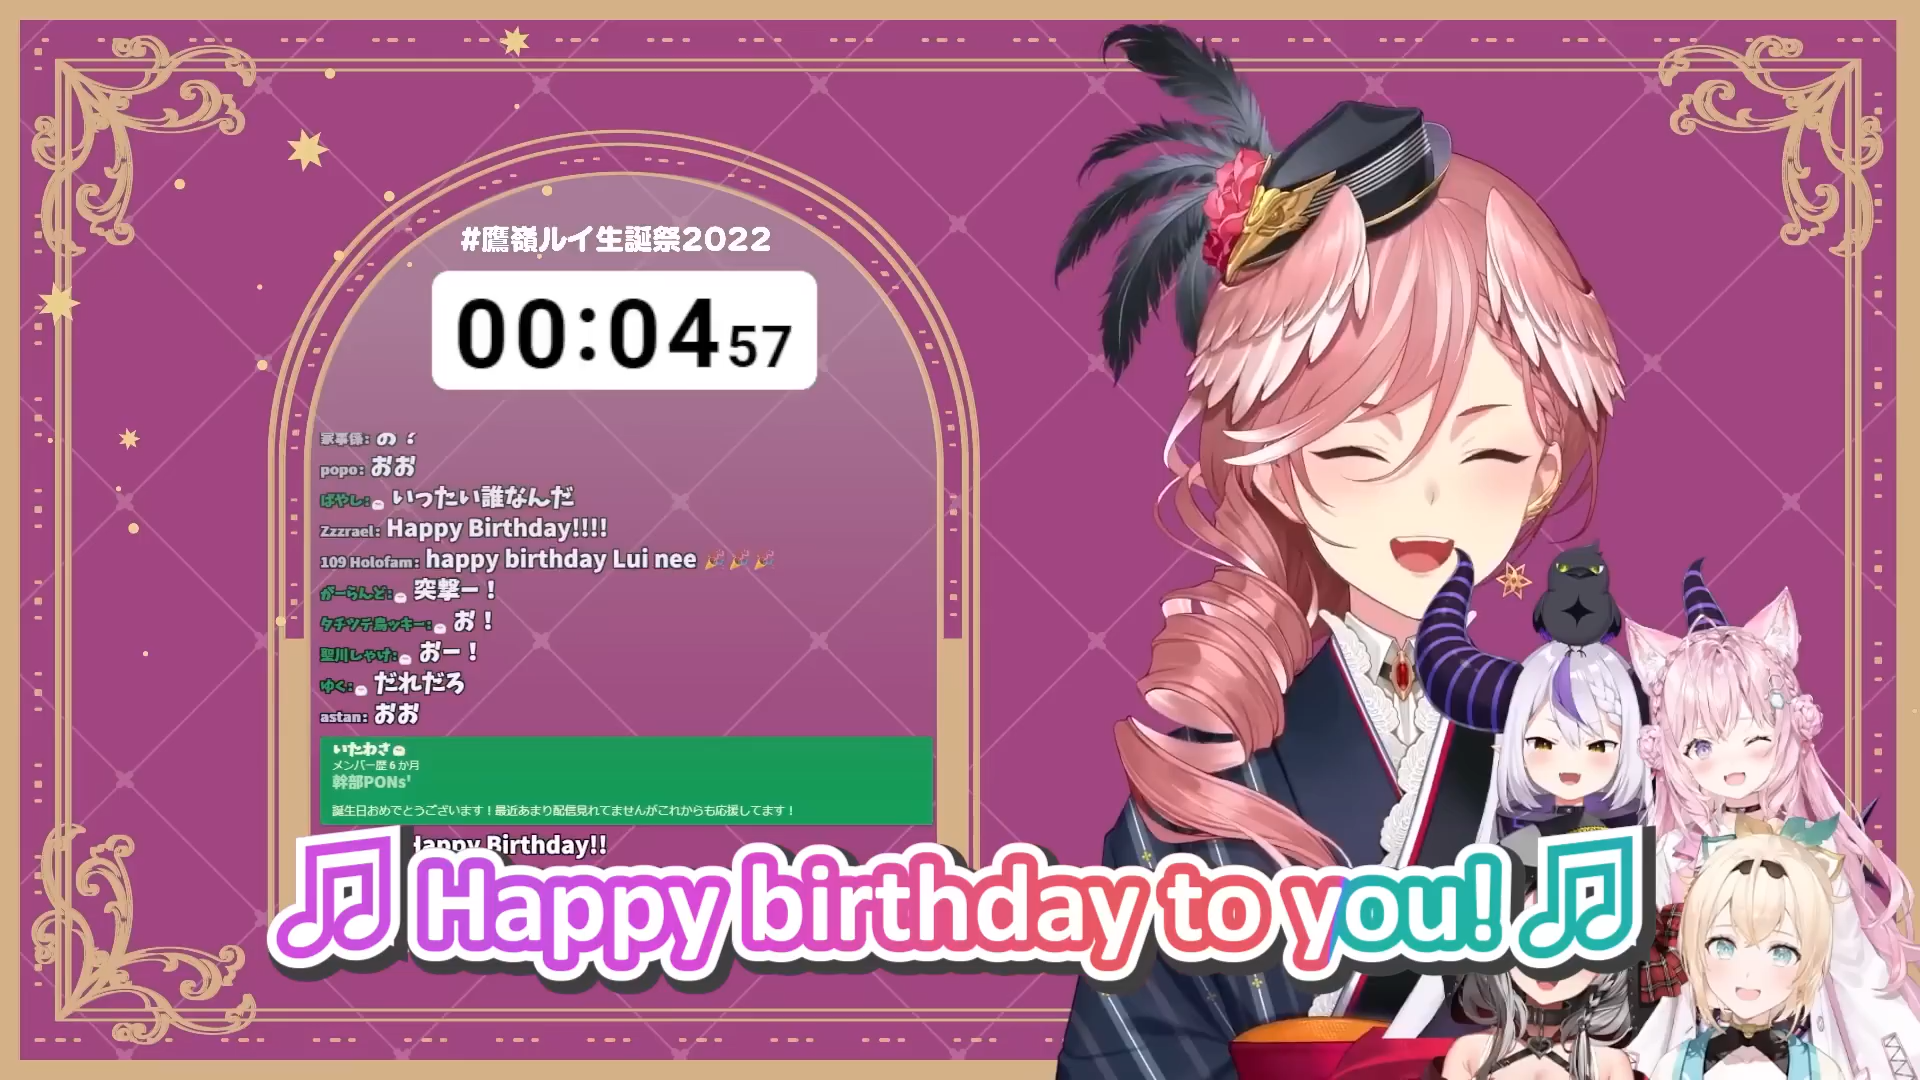 #鷹嶺ルイ生誕祭2022
00:04 57
家事係: の
popo: おお
ばやし: いったい誰なんだ
Zzzrael: Happy Birthday!!!!
109 Holofam: happy birthday Lui nee 🎉🎉🎉
がーらんど: 突撃ー！
タチツテ鳥ッキー: お！
聖川しゃけ: おー！
ゆく: だれだろ
astan: おお
いたわさ
メンバー歴 6 か月
幹部PONs'
誕生日おめでとうございます！最近あまり配信見れてませんがこれからも応援してます！
Happy Birthday!!
♫ Happy birthday to you! ♫